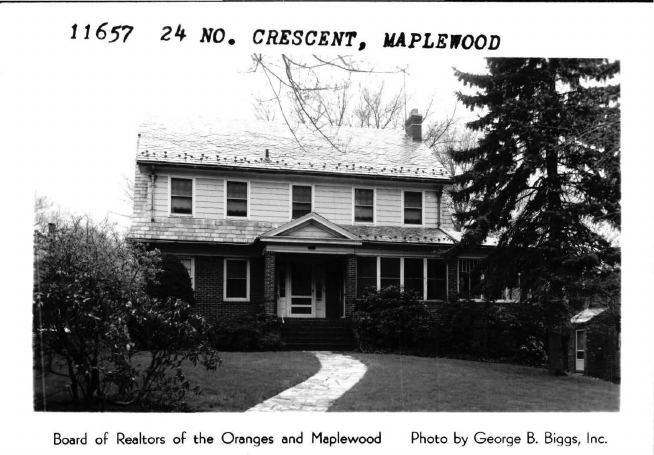 11657 24 NO. CRESCENT, MAPLEWOOD
Board of Realtors of the Oranges and Maplewood Photo by George B. Biggs, Inc.